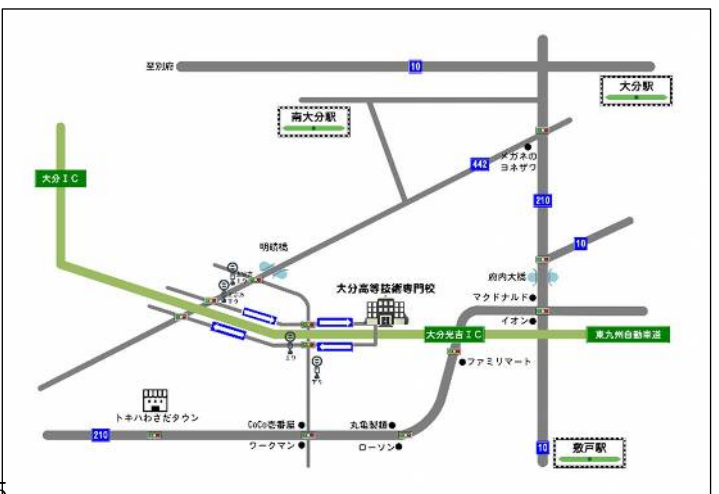 至別府
10
大分駅
南大分駅
メガネの
ヨネザワ
442
大分IC
210
10
明磧橋
府内大橋
大分高等技術専門校
マクドナルド
イオン
大分光吉IC
東九州自動車道
ファミリマート
トキハわさだタウン
CoCo壱番屋
丸亀製麺
210
ワークマン
ローソン
10
敷戸駅